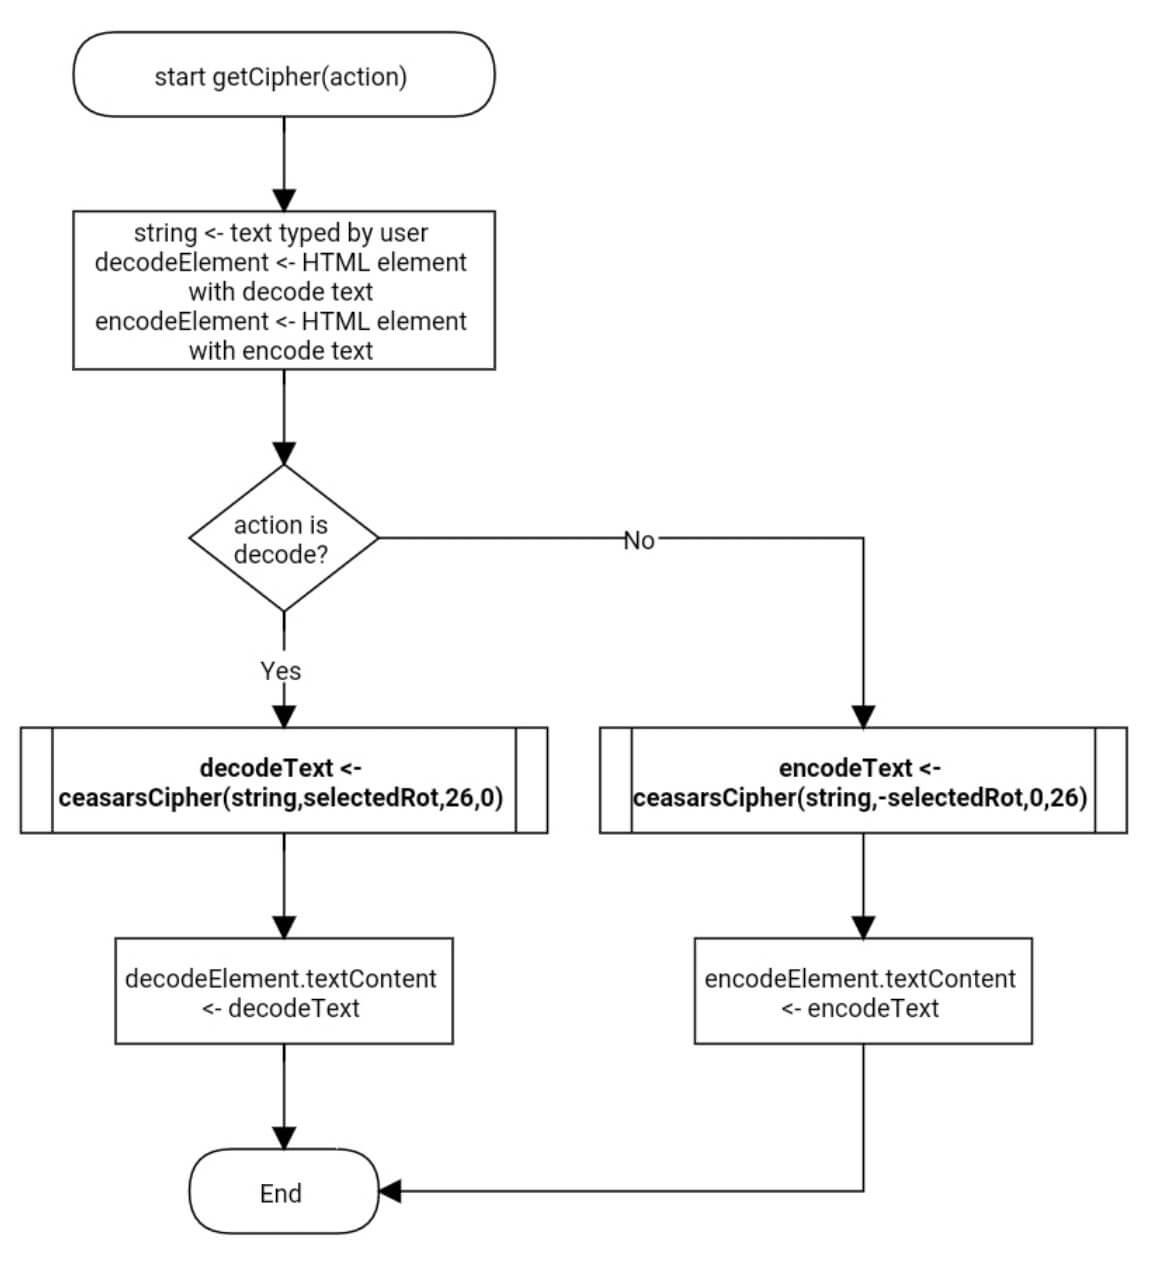 start getCipher(action)
string <- text typed by user
decodeElement <- HTML element
with decode text
encodeElement <- HTML element
with encode text
action is
decode?
No
Yes
decodeText <-
ceasarsCipher(string,selectedRot,26,0)
encodeText <-
ceasarsCipher(string,-selectedRot,0,26)
decodeElement.textContent
<- decodeText
encodeElement.textContent
<- encodeText
End